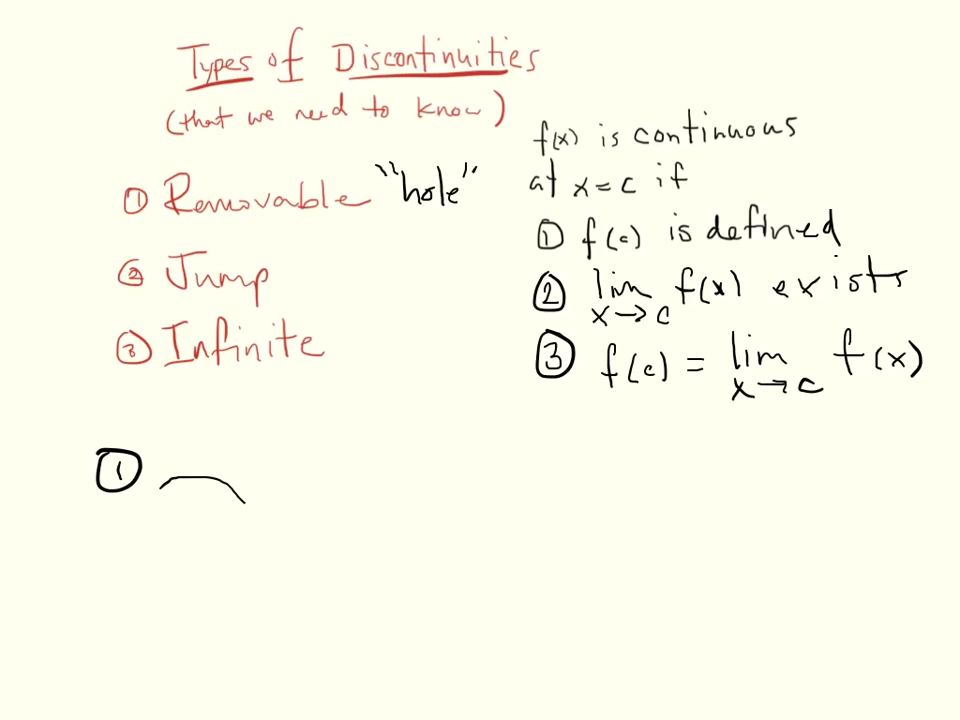 Types of Discontinuities
(that we need to know)
① Removable "hole"
② Jump
③ Infinite
f(x) is continuous
at x = c if
① f(c) is defined
② lim f(x) exists
x→c
③ f(c) = lim f(x)
x→c
①